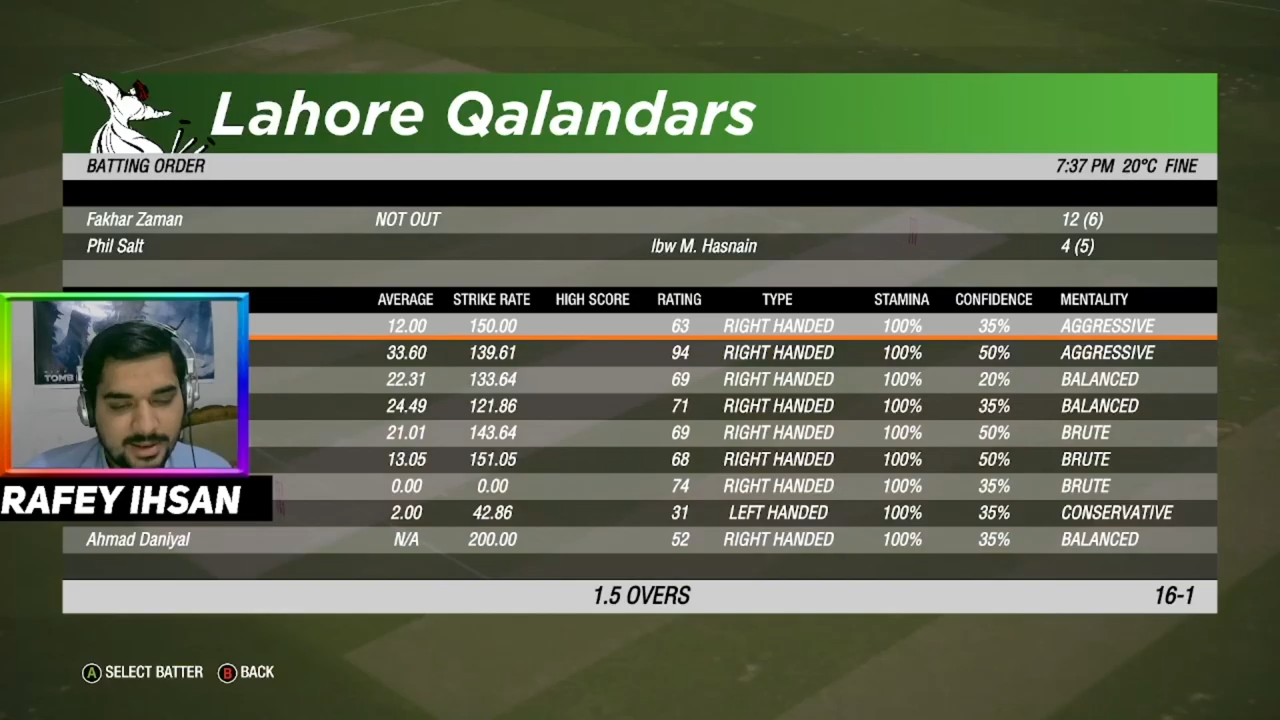 Lahore Qalandars
BATTING ORDER 7:37 PM 20°C FINE
Fakhar Zaman NOT OUT 12 (6)
Phil Salt lbw M. Hasnain 4 (5)
AVERAGE STRIKE RATE HIGH SCORE RATING TYPE STAMINA CONFIDENCE MENTALITY
12.00 150.00 63 RIGHT HANDED 100% 35% AGGRESSIVE
33.60 139.61 94 RIGHT HANDED 100% 50% AGGRESSIVE
22.31 133.64 69 RIGHT HANDED 100% 20% BALANCED
24.49 121.86 71 RIGHT HANDED 100% 35% BALANCED
21.01 143.64 69 RIGHT HANDED 100% 50% BRUTE
13.05 151.05 68 RIGHT HANDED 100% 50% BRUTE
0.00 0.00 74 RIGHT HANDED 100% 35% BRUTE
2.00 42.86 31 LEFT HANDED 100% 35% CONSERVATIVE
Ahmad Daniyal N/A 200.00 52 RIGHT HANDED 100% 35% BALANCED
TOMB
RAFEY IHSAN
1.5 OVERS 16-1
A SELECT BATTER B BACK